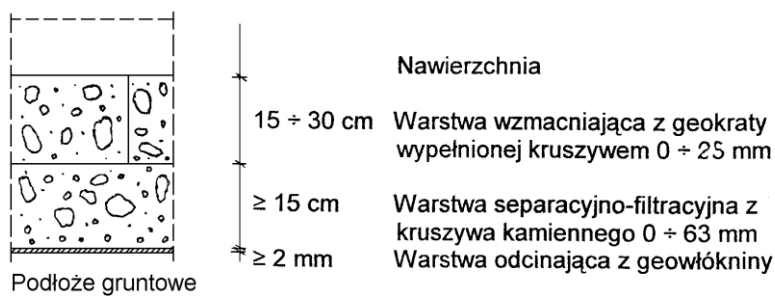 Nawierzchnia
15 ÷ 30 cm Warstwa wzmacniająca z geokraty
wypełnionej kruszywem 0 ÷ 25 mm
≥ 15 cm Warstwa separacyjno-filtracyjna z
kruszywa kamiennego 0 ÷ 63 mm
≥ 2 mm Warstwa odcinająca z geowłókniny
Podłoże gruntowe